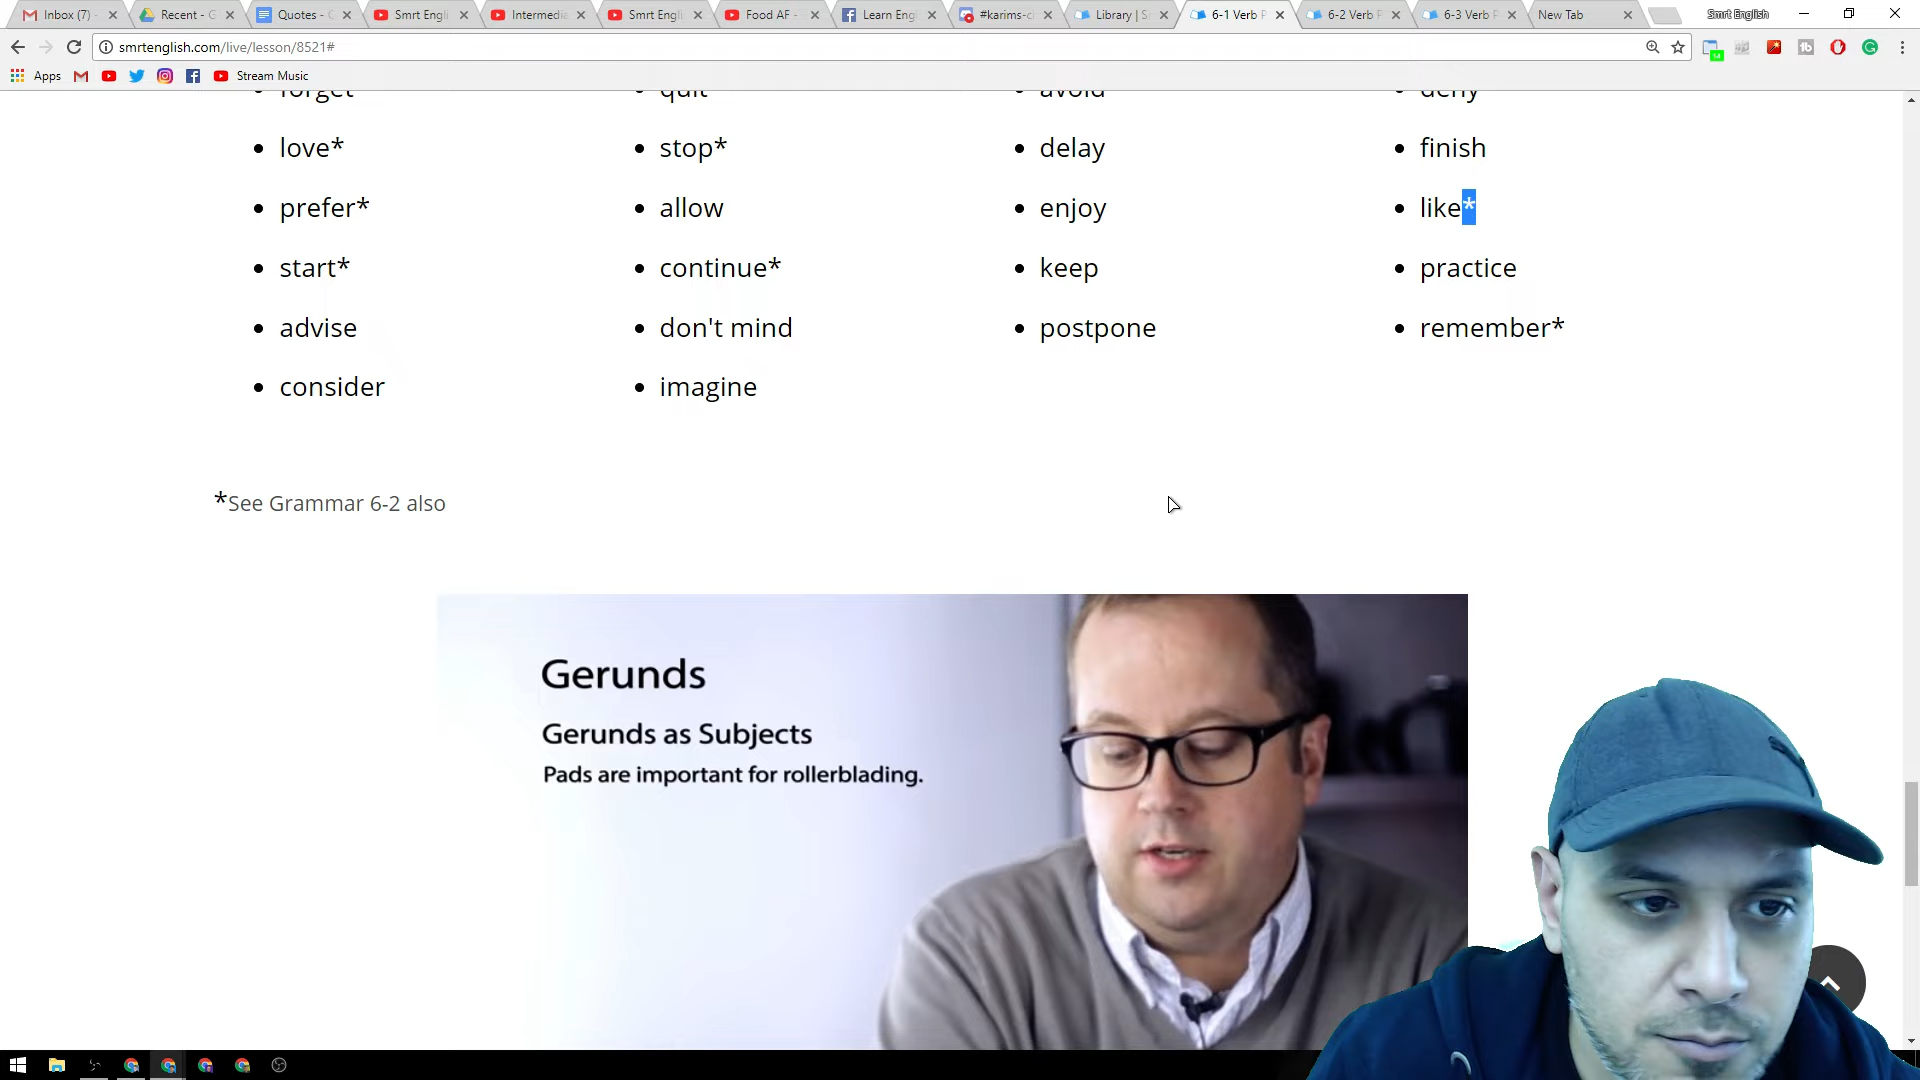 Inbox (7) -
Recent - G
Quotes - G
Smrt Engli
Intermedia
Smrt Engli
Food AF -
Learn Eng
#karims-c
Library | S
6-1 Verb P
6-2 Verb P
6-3 Verb P
New Tab
Smrt English
smrtenglish.com/live/lesson/8521#
Apps
Stream Music
forget quit avoid deny
love* stop* delay finish
prefer* allow enjoy like*
start* continue* keep practice
advise don't mind postpone remember*
consider imagine
*See Grammar 6-2 also
Gerunds
Gerunds as Subjects
Pads are important for rollerblading.